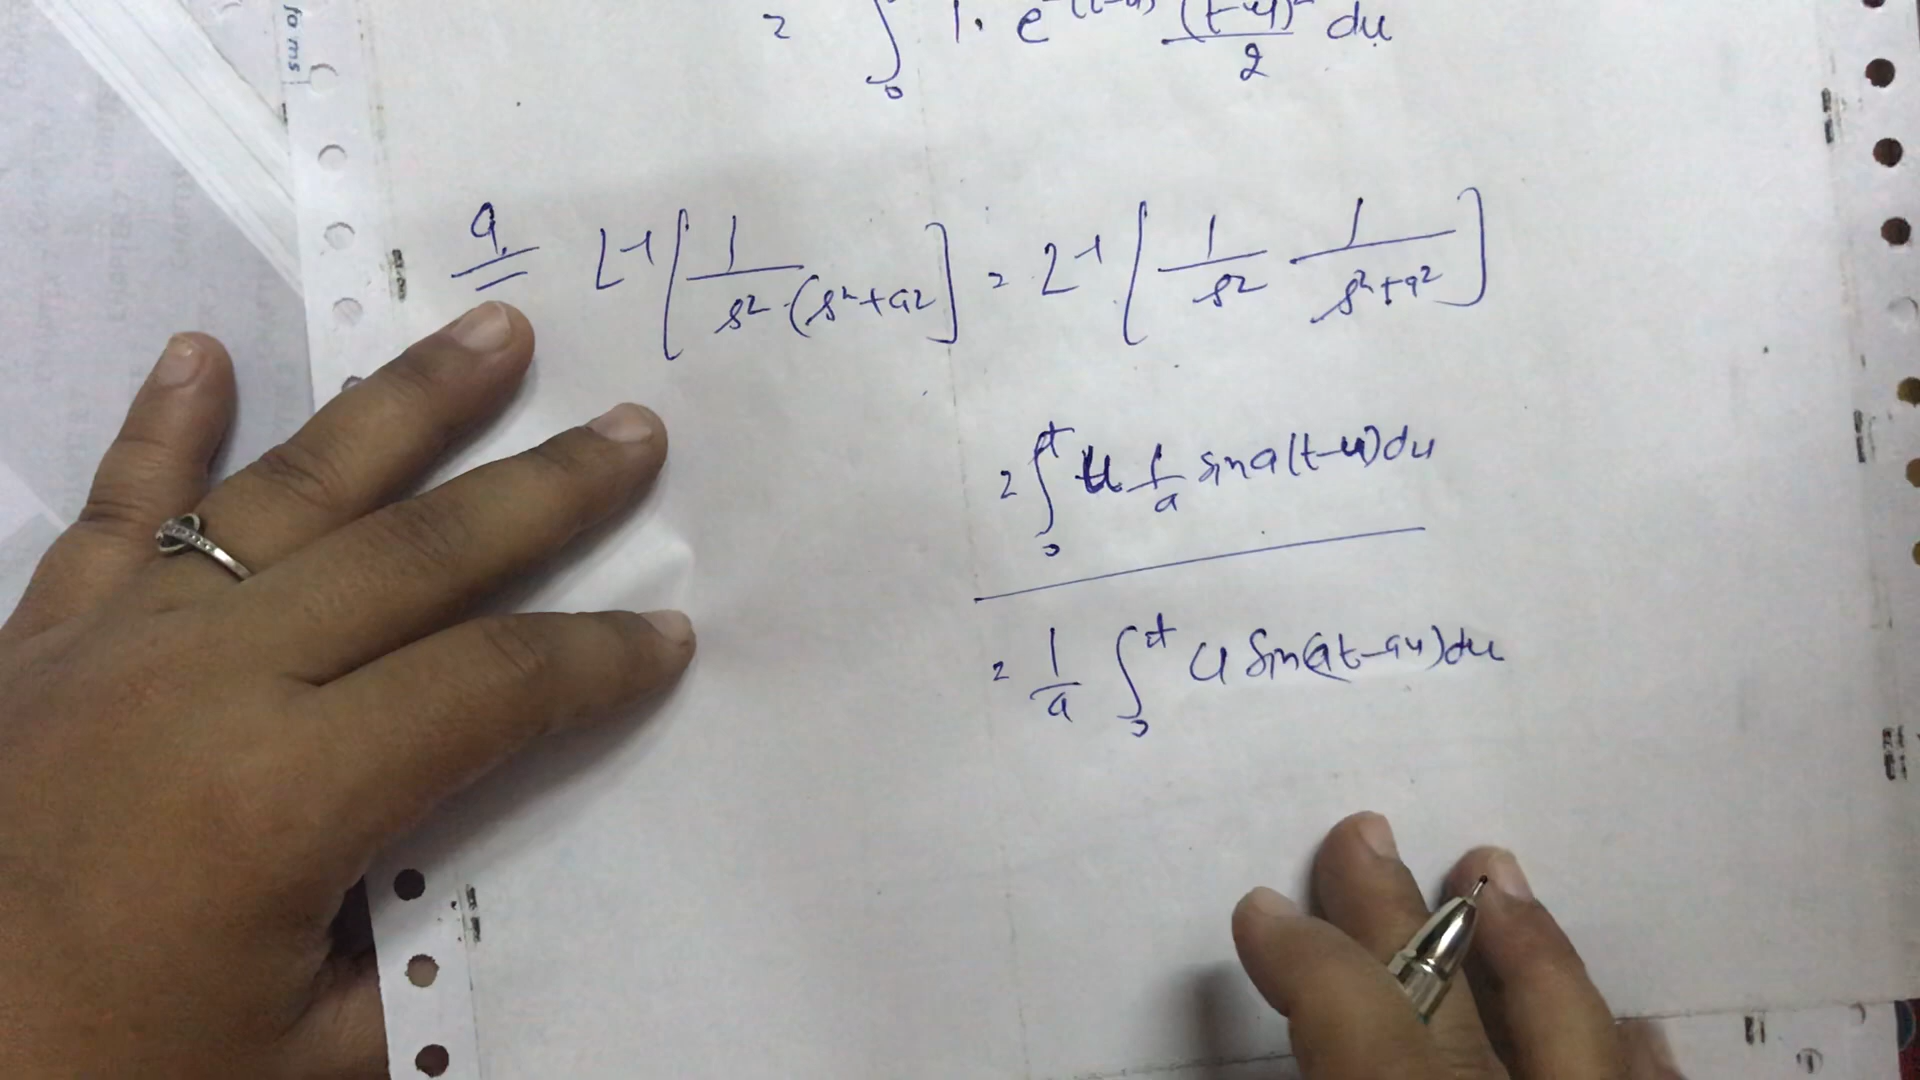 = ∫₀ 1. e^-(t-u) (t-u)²/2 du
9. L⁻¹[1/s²·(s²+a²] = L⁻¹[1/s² 1/s²+a²]
= ∫₀ᵗ u 1/a sin a(t-u)du
= 1/a ∫₀ᵗ u sin(at-au)du